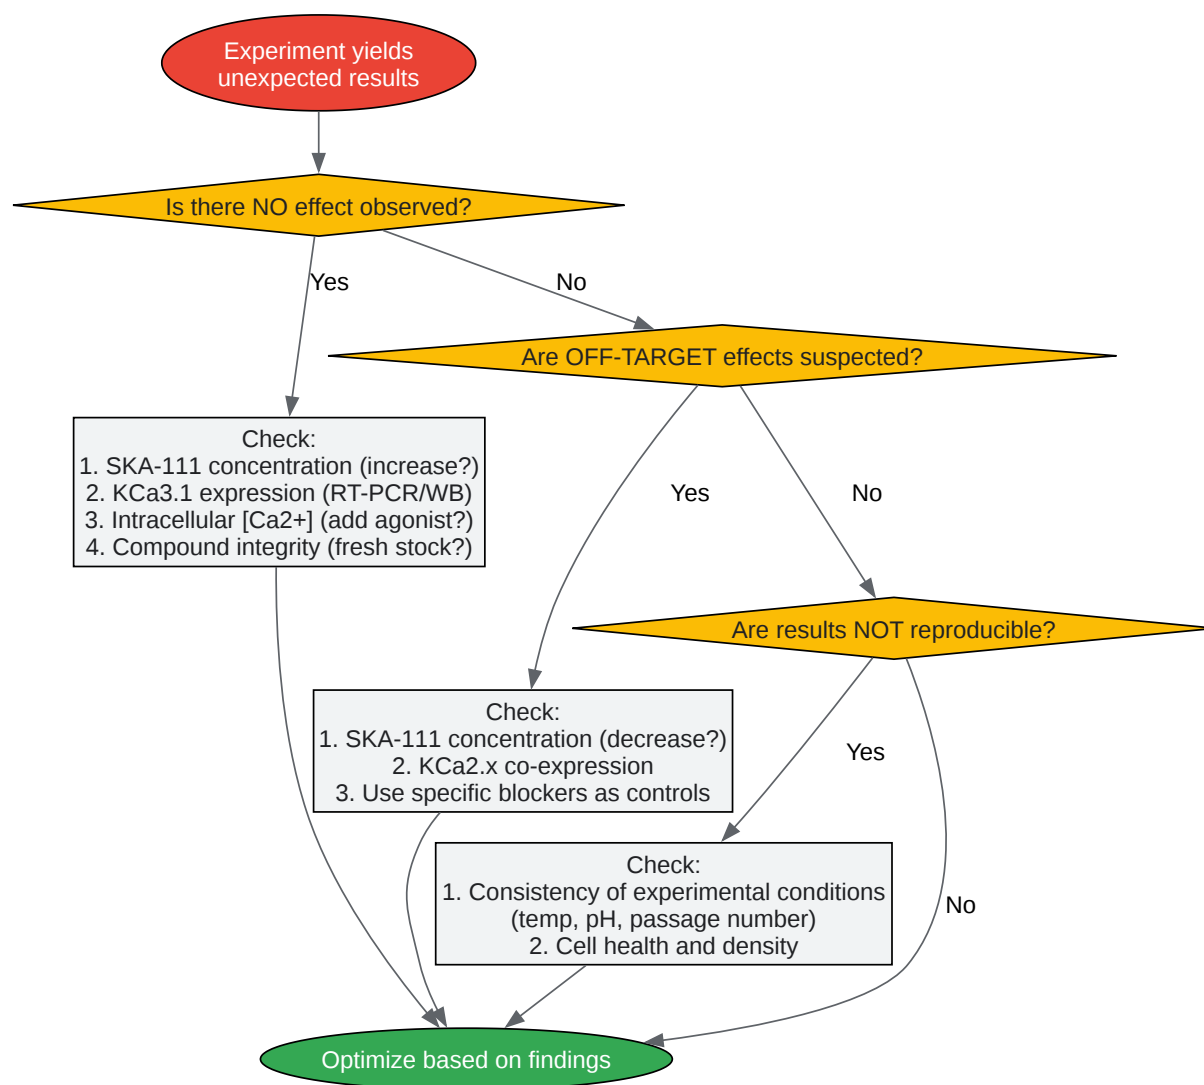 Experiment yields
unexpected results
Is there NO effect observed?
Yes
No
Are OFF-TARGET effects suspected?
Check:
1. SKA-111 concentration (increase?)
2. KCa3.1 expression (RT-PCR/WB)
3. Intracellular [Ca2+] (add agonist?)
4. Compound integrity (fresh stock?)
Yes
No
Are results NOT reproducible?
Check:
1. SKA-111 concentration (decrease?)
2. KCa2.x co-expression
3. Use specific blockers as controls
Yes
No
Check:
1. Consistency of experimental conditions
(temp, pH, passage number)
2. Cell health and density
Optimize based on findings